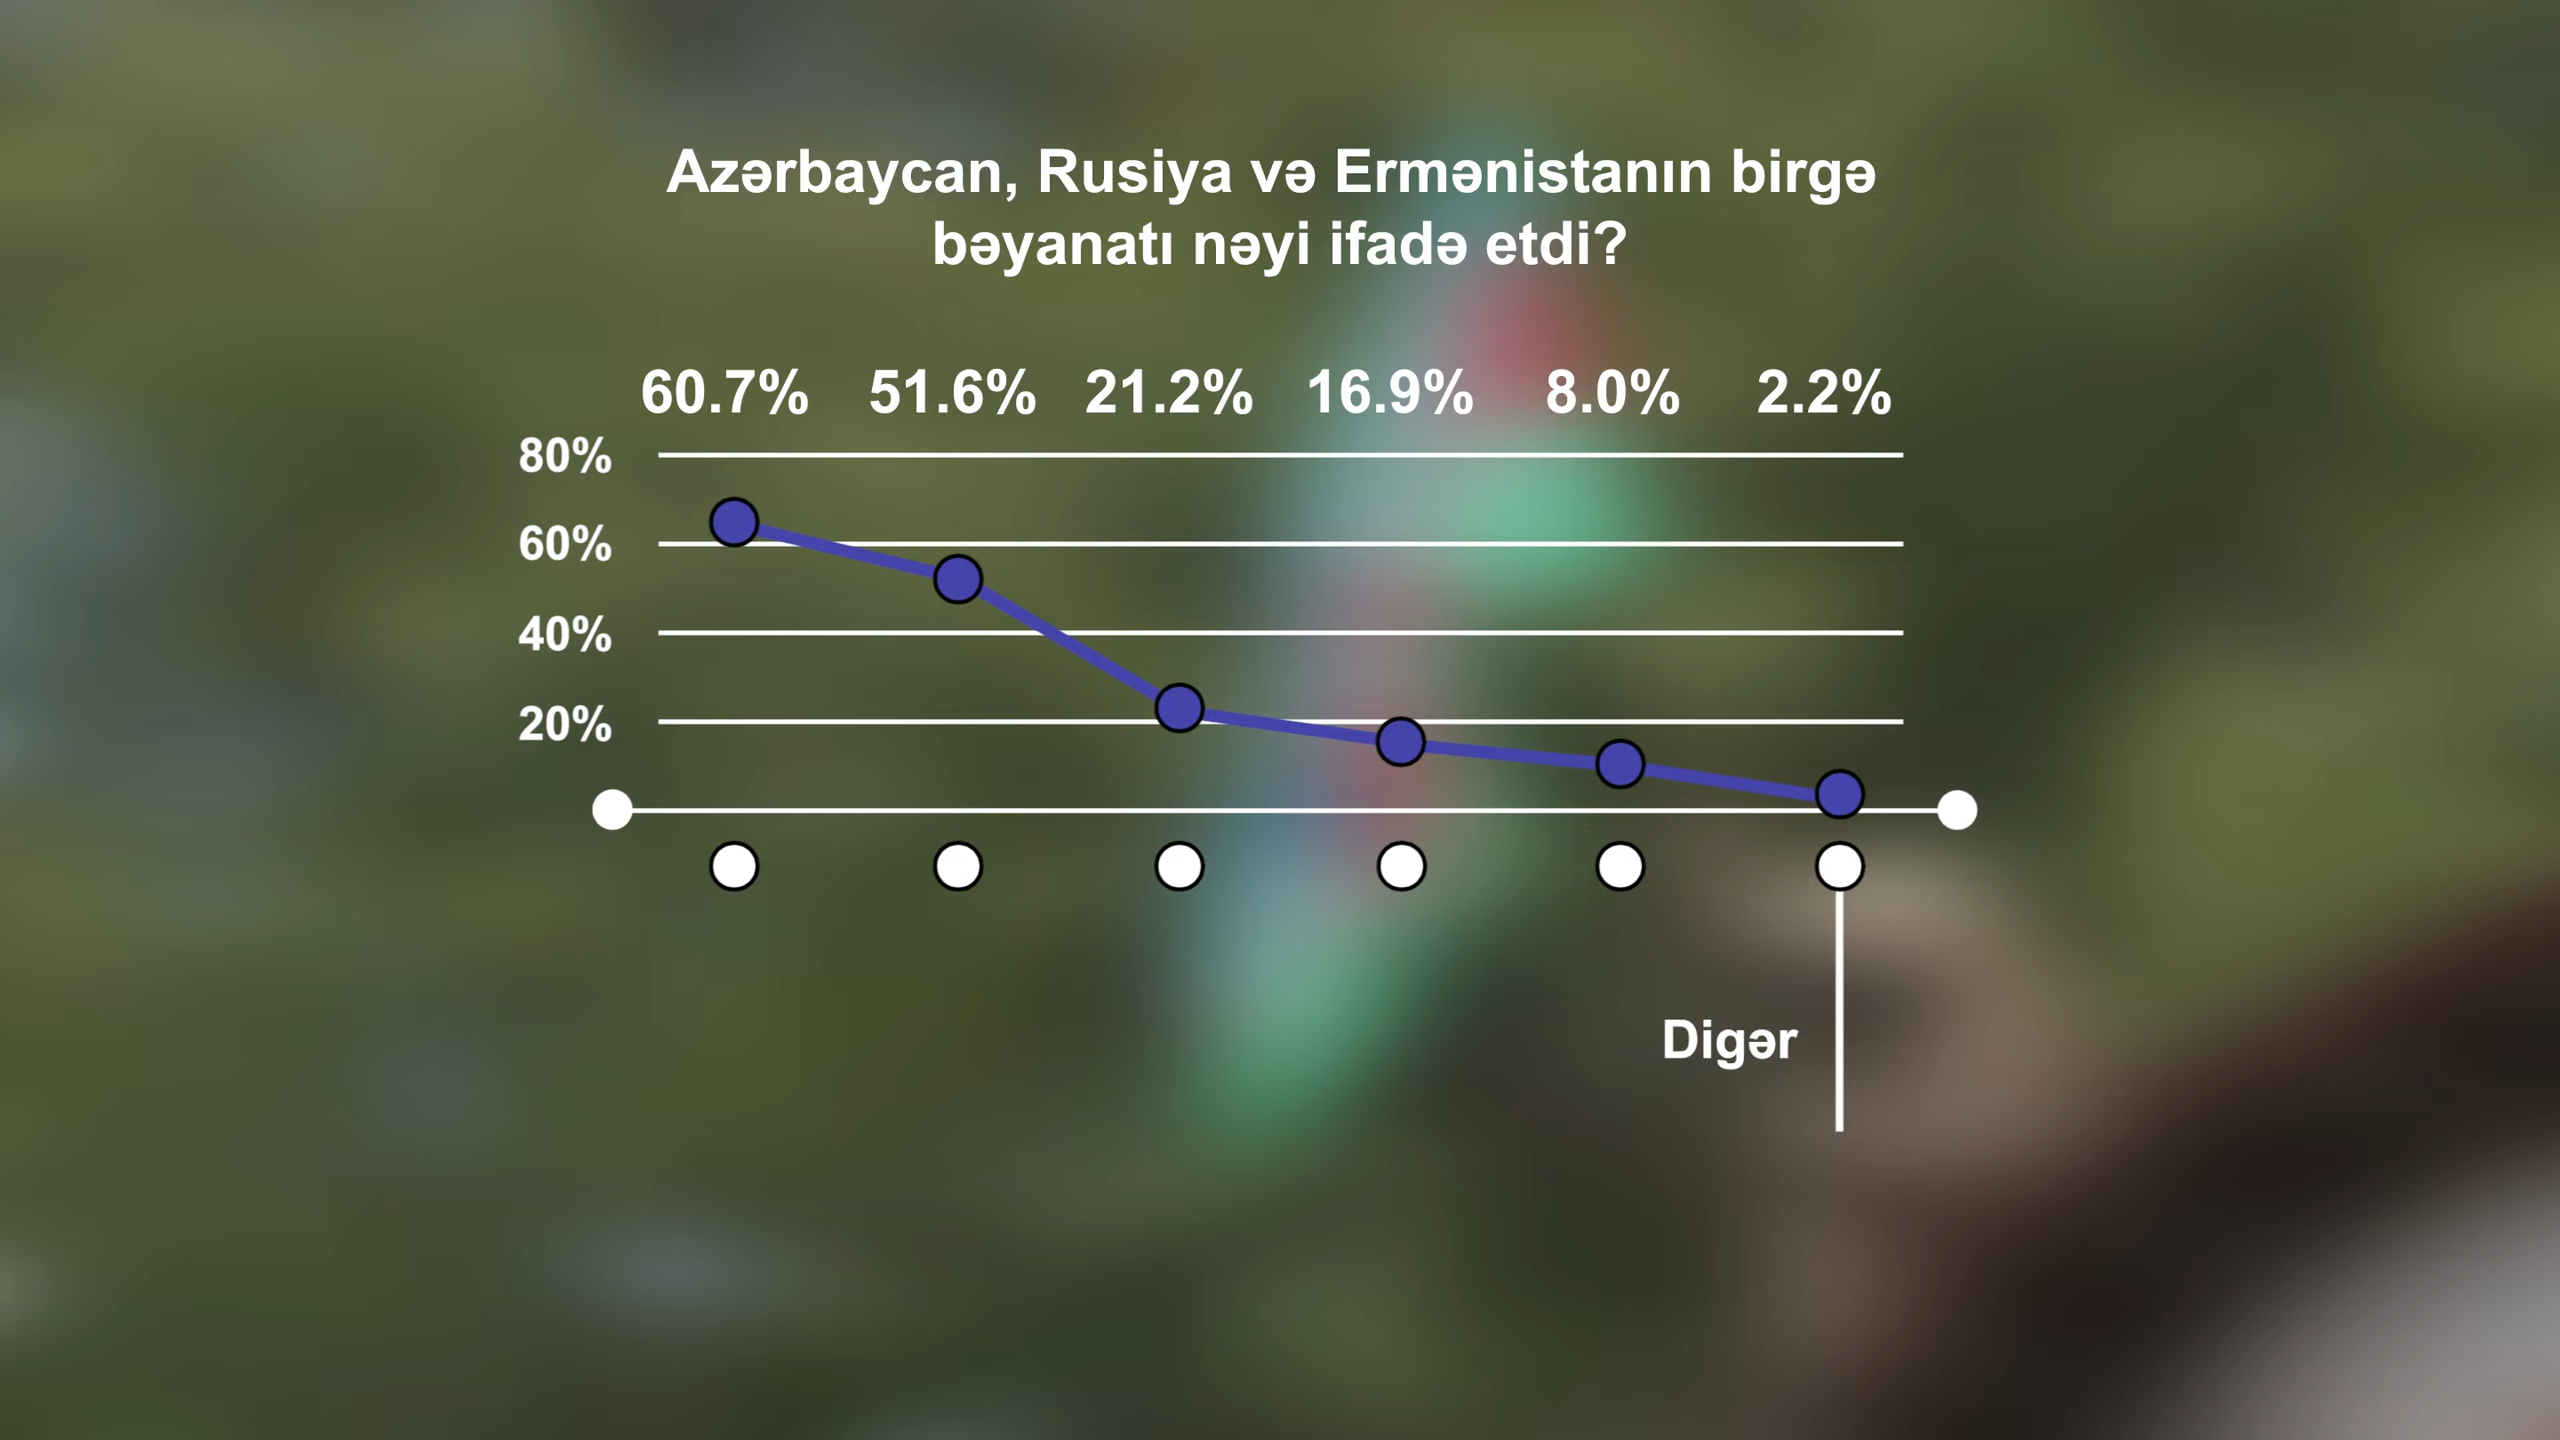 Azərbaycan, Rusiya və Ermənistanın birgə
bəyanatı nəyi ifadə etdi?
60.7% 51.6% 21.2% 16.9% 8.0% 2.2%
80%
60%
40%
20%
Digər